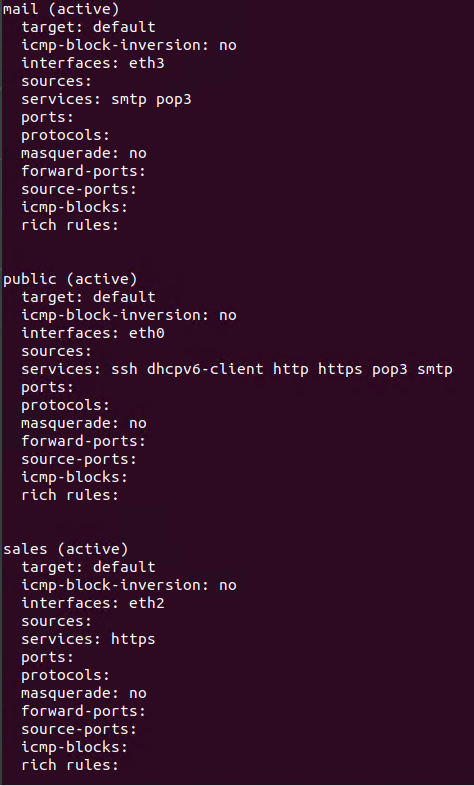 mail (active)
target: default
icmp-block-inversion: no
interfaces: eth3
sources:
services: smtp pop3
ports:
protocols:
masquerade: no
forward-ports:
source-ports:
icmp-blocks:
rich rules:
public (active)
target: default
icmp-block-inversion: no
interfaces: eth0
sources:
services: ssh dhcpv6-client http https pop3 smtp
ports:
protocols:
masquerade: no
forward-ports:
source-ports:
icmp-blocks:
rich rules:
sales (active)
target: default
icmp-block-inversion: no
interfaces: eth2
sources:
services: https
ports:
protocols:
masquerade: no
forward-ports:
source-ports:
icmp-blocks:
rich rules: